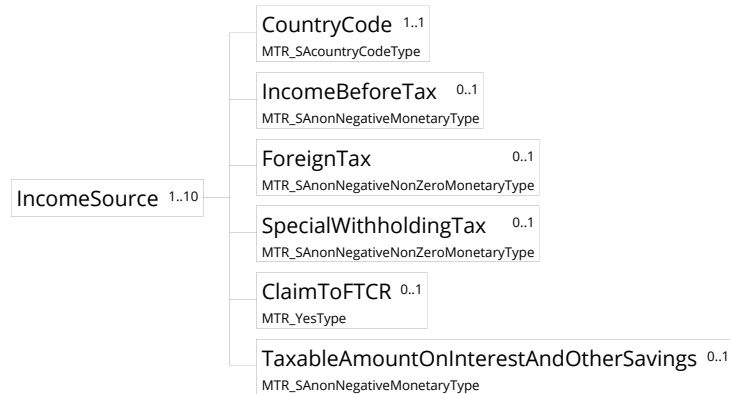 CountryCode 1..1
MTR_SAcountryCodeType
IncomeBeforeTax 0..1
MTR_SAnonNegativeMonetaryType
ForeignTax 0..1
MTR_SAnonNegativeNonZeroMonetaryType
IncomeSource 1..10
SpecialWithholdingTax 0..1
MTR_SAnonNegativeNonZeroMonetaryType
ClaimToFTCR 0..1
MTR_YesType
TaxableAmountOnInterestAndOtherSavings 0..1
MTR_SAnonNegativeMonetaryType